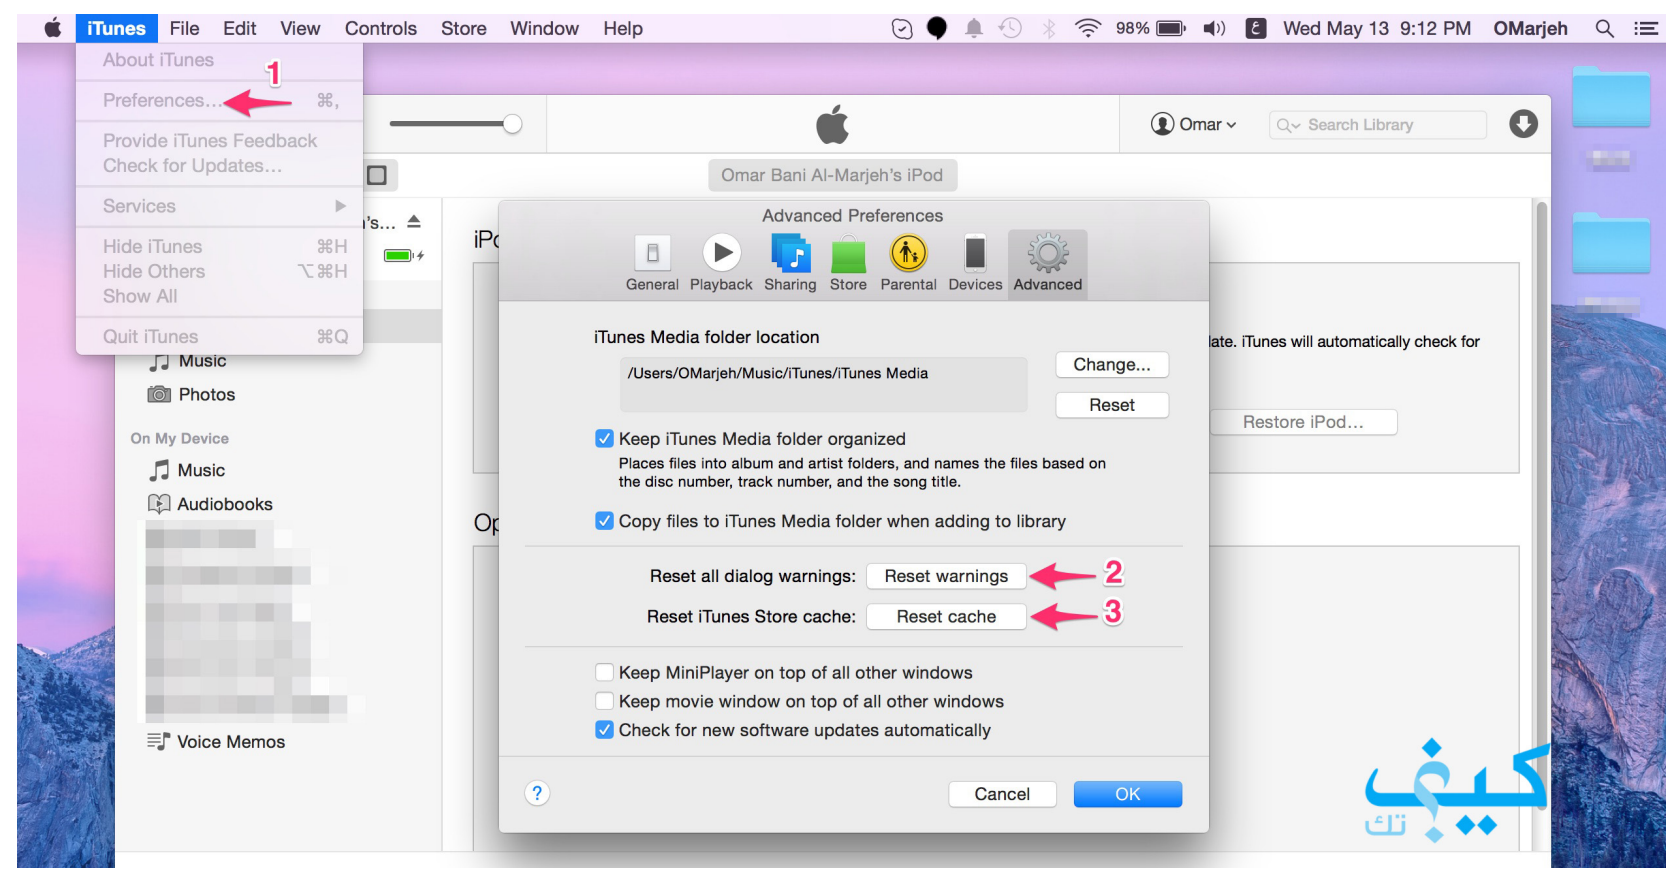 iTunes File Edit View Controls Store Window Help 98% ع Wed May 13 9:12 PM OMarjeh
About iTunes
1
Preferences... ⌘,
Provide iTunes Feedback
Check for Updates...
Services
Hide iTunes ⌘H
Hide Others ⌥⌘H
Show All
Quit iTunes ⌘Q
Omar
Search Library
Omar Bani Al-Marjeh's iPod
's...
Music
Photos
On My Device
Music
Audiobooks
Voice Memos
iPo
Op
late. iTunes will automatically check for
Restore iPod...
Advanced Preferences
General Playback Sharing Store Parental Devices Advanced
iTunes Media folder location
/Users/OMarjeh/Music/iTunes/iTunes Media
Change...
Reset
Keep iTunes Media folder organized
Places files into album and artist folders, and names the files based on
the disc number, track number, and the song title.
Copy files to iTunes Media folder when adding to library
Reset all dialog warnings: Reset warnings 2
Reset iTunes Store cache: Reset cache 3
Keep MiniPlayer on top of all other windows
Keep movie window on top of all other windows
Check for new software updates automatically
? Cancel OK
كيف
تك